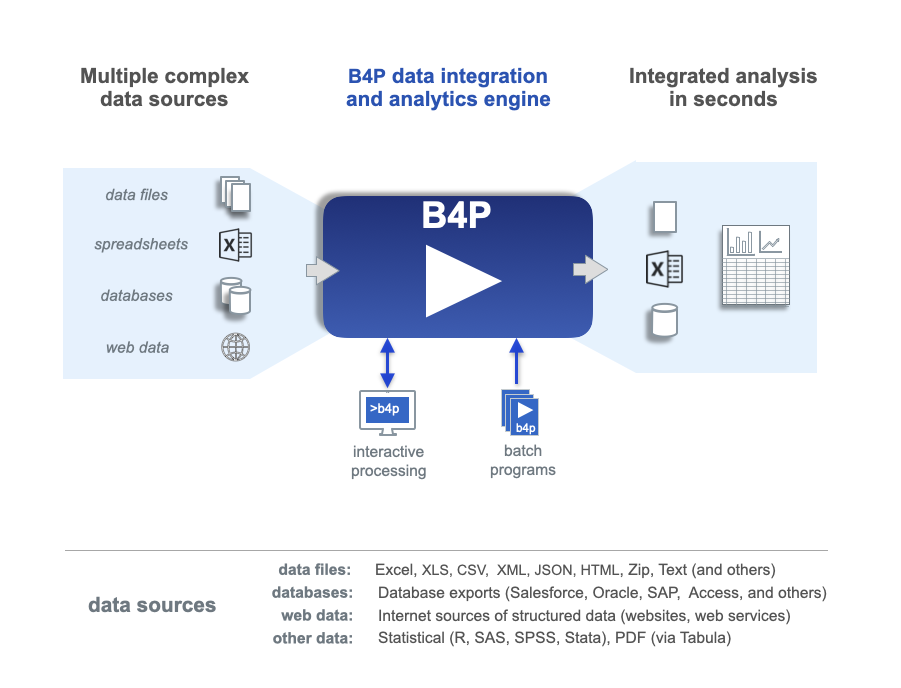 Multiple complex
data sources
B4P data integration
and analytics engine
Integrated analysis
in seconds
data files
spreadsheets
databases
web data
X
B4P
X
>b4p
interactive
processing
b4p
batch
programs
data sources
data files: Excel, XLS, CSV, XML, JSON, HTML, Zip, Text (and others)
databases: Database exports (Salesforce, Oracle, SAP, Access, and others)
web data: Internet sources of structured data (websites, web services)
other data: Statistical (R, SAS, SPSS, Stata), PDF (via Tabula)